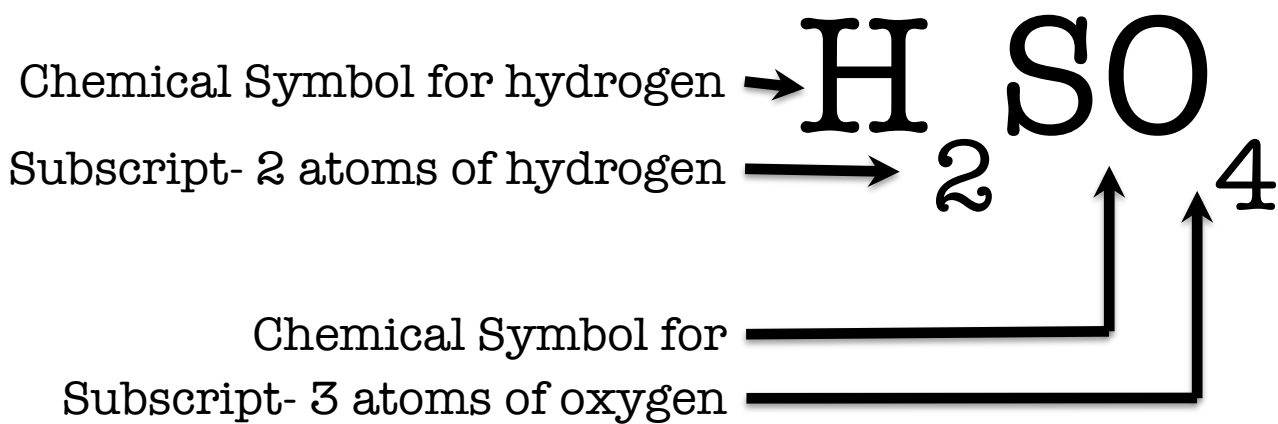 H₂SO₄
Chemical Symbol for hydrogen
Subscript- 2 atoms of hydrogen
Chemical Symbol for
Subscript- 3 atoms of oxygen